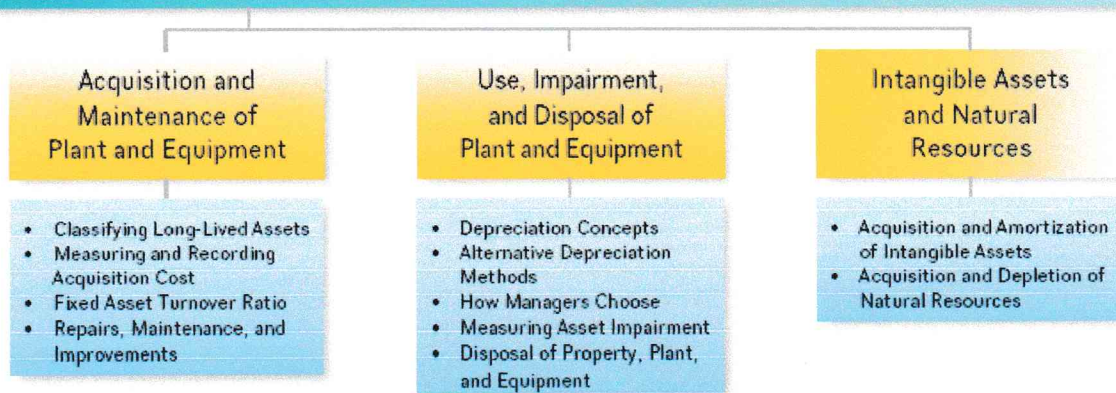 Acquisition and
Maintenance of
Plant and Equipment
• Classifying Long-Lived Assets
• Measuring and Recording
Acquisition Cost
• Fixed Asset Turnover Ratio
• Repairs, Maintenance, and
Improvements
Use, Impairment,
and Disposal of
Plant and Equipment
• Depreciation Concepts
• Alternative Depreciation
Methods
• How Managers Choose
• Measuring Asset Impairment
• Disposal of Property, Plant,
and Equipment
Intangible Assets
and Natural
Resources
• Acquisition and Amortization
of Intangible Assets
• Acquisition and Depletion of
Natural Resources